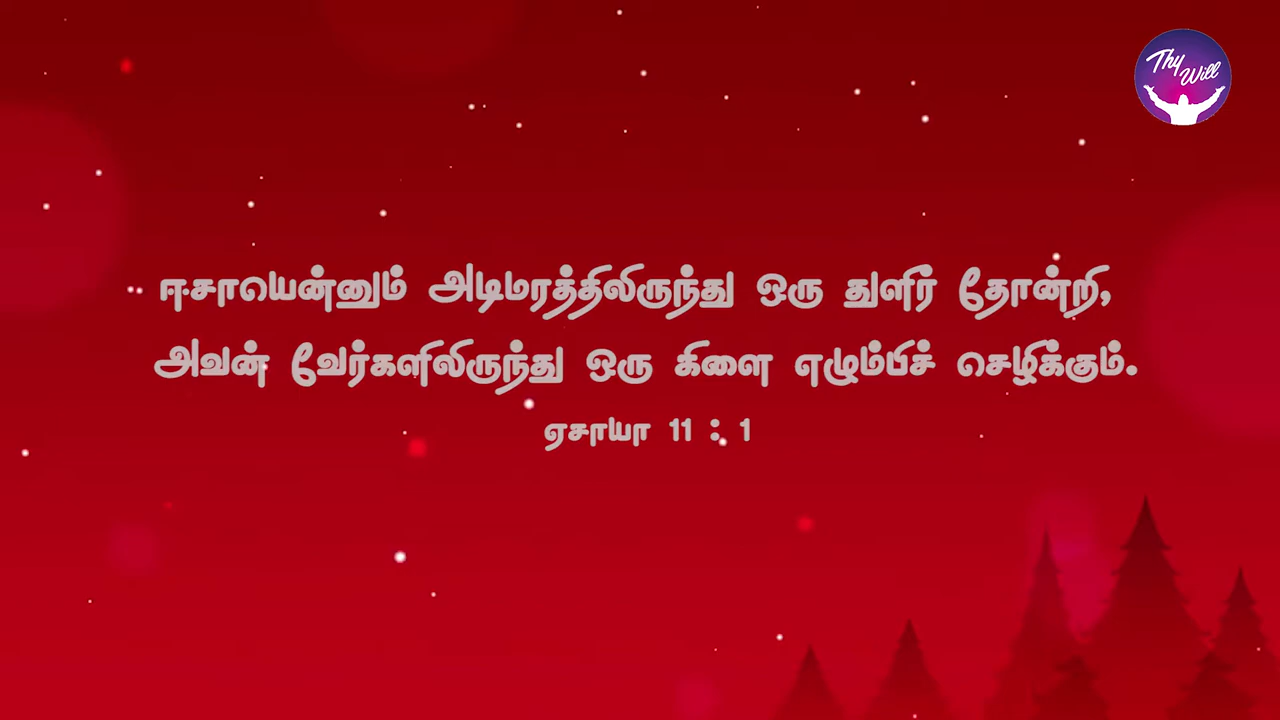 Thy
Will
ஈசாயென்னும் அடிமரத்திலிருந்து ஒரு துளிர் தோன்றி,
அவன் வேர்களிலிருந்து ஒரு கிளை எழும்பிச் செழிக்கும்.
ஏசாயா 11 : 1